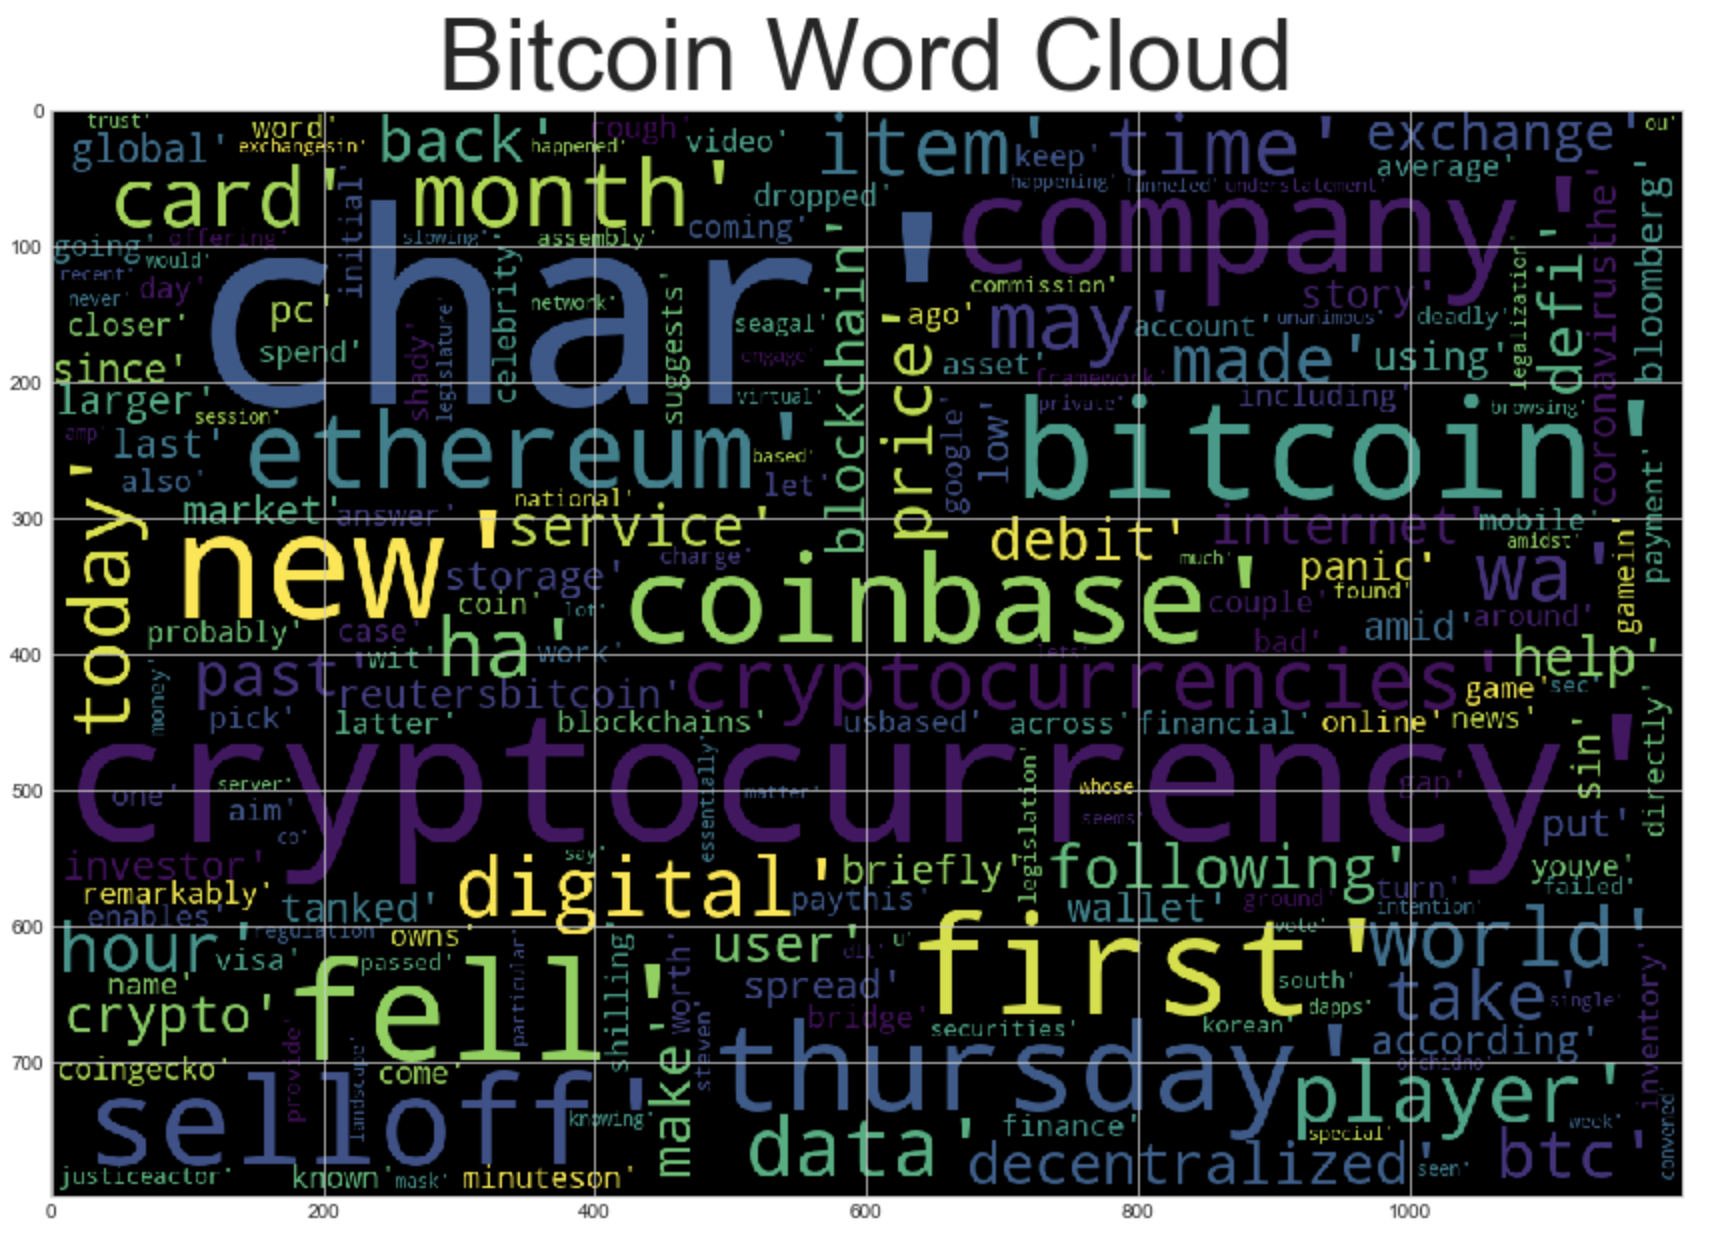 Bitcoin Word Cloud
0
100
200
300
400
500
600
700
0 200 400 600 800 1000
trust'
word'
exchangesin'
global'
back'
happened'
rough'
video'
item'
keep'
time'
exchange'
ou'
average'
card'
month'
initial'
dropped'
happening'
funneled'
understatement'
company'
coming'
going'
offering'
slowing'
assembly'
would'
recent'
never'
day'
closer'
pc'
spend'
char'
celebrity'
network'
seagal'
engage'
virtual'
suggests'
shady'
legislature'
blockchain'
price'
ago'
commission'
may'
story'
account'
unanimous'
deadly'
legalization'
defi'
coronavirusthe'
bloomberg'
asset'
made'
using'
framework'
private'
including'
browsing'
since'
larger'
session'
amp'
last'
also'
ethereum'
based'
let'
google'
low'
bitcoin'
payment'
today'
market'
answer'
national'
service'
charge'
new'
storage'
coin'
lot'
coinbase'
debit'
much'
internet'
mobile'
amidst'
panic'
found'
wa'
gamein'
couple'
bad'
amid'
around'
probably'
case'
wit'
ha'
work'
lets'
help'
past'
reutersbitcoin'
cryptocurrencies'
game'
sec'
money'
pick'
latter'
blockchains'
usbased'
across'
financial'
online'
news'
directly'
sin'
cryptocurrency'
one'
server'
aim'
co'
essentially'
matter'
legislation'
whose
seems'
gap'
put'
investor'
say'
digital'
briefly'
following'
youve'
failed'
turn'
intention'
remarkably'
enables'
tanked'
paythis'
wallet'
ground'
vote'
regulation'
hour'
visa'
owns'
passed'
particular'
shilling'
worth'
user'
all'
u'
first'
world'
name'
crypto'
fell'
spread'
bridge'
securities'
south'
dapps'
korean'
take'
single'
inventory'
according'
orchidno'
coingecko'
provide'
landscape'
come'
make'
steven'
thursday'
player'
selloff'
knowing'
data'
finance'
special'
week'
decentralized'
seen'
btc'
convened'
justiceactor'
known'
mask'
minuteson'